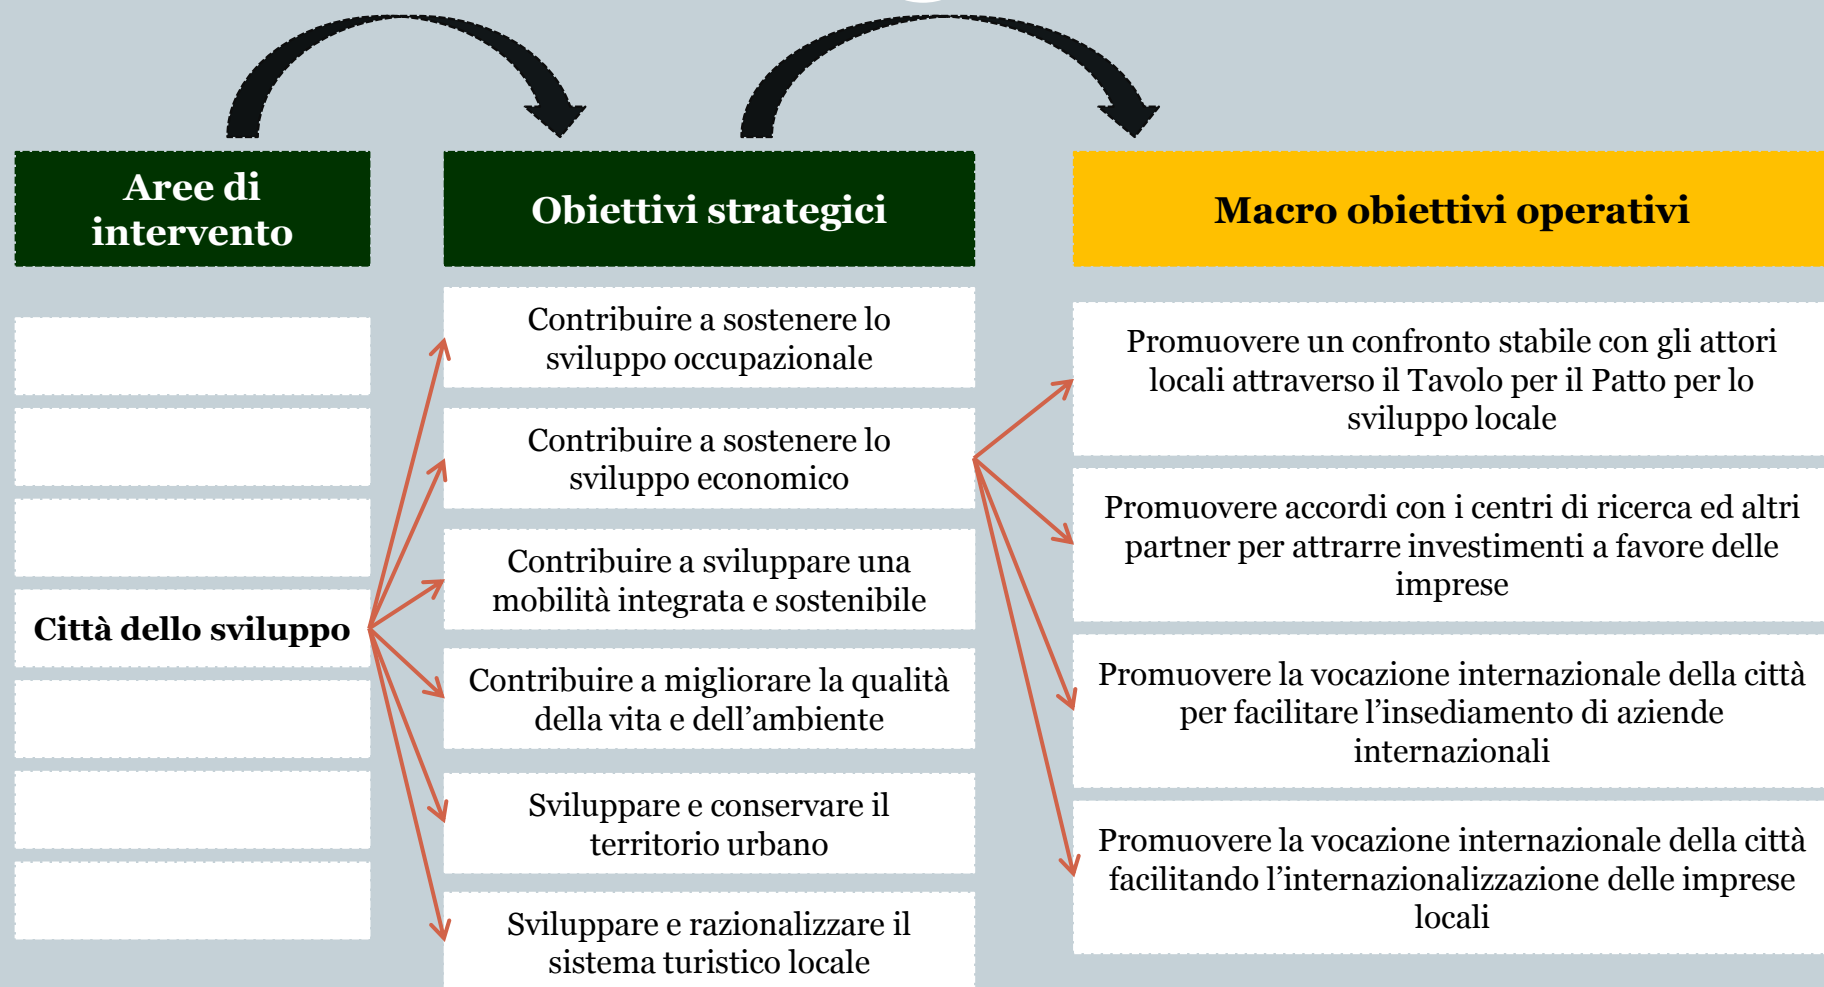 Aree di
intervento
Obiettivi strategici
Macro obiettivi operativi
Città dello sviluppo
Contribuire a sostenere lo
sviluppo occupazionale
Contribuire a sostenere lo
sviluppo economico
Contribuire a sviluppare una
mobilità integrata e sostenibile
Contribuire a migliorare la qualità
della vita e dell’ambiente
Sviluppare e conservare il
territorio urbano
Sviluppare e razionalizzare il
sistema turistico locale
Promuovere un confronto stabile con gli attori
locali attraverso il Tavolo per il Patto per lo
sviluppo locale
Promuovere accordi con i centri di ricerca ed altri
partner per attrarre investimenti a favore delle
imprese
Promuovere la vocazione internazionale della città
per facilitare l’insediamento di aziende
internazionali
Promuovere la vocazione internazionale della città
facilitando l’internazionalizzazione delle imprese
locali